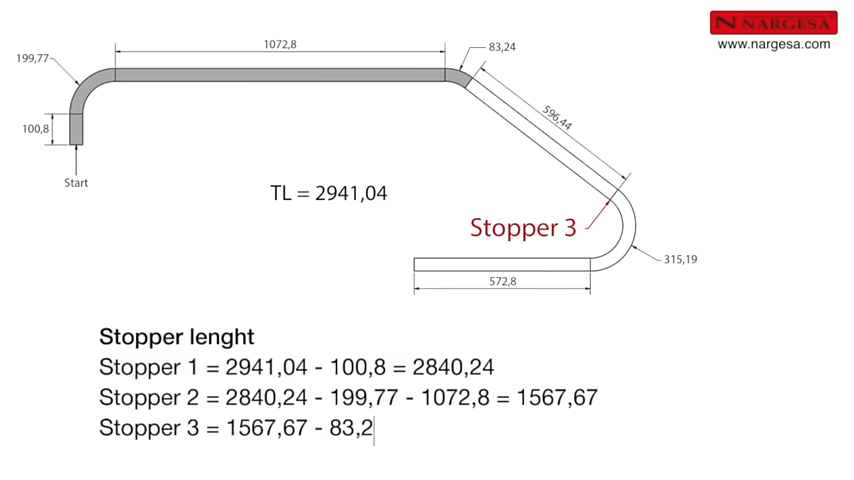 NARGESA
www.nargesa.com
1072,8
83,24
199,77
596,44
100,8
Start
TL = 2941,04
Stopper 3
315,19
572,8
Stopper lenght
Stopper 1 = 2941,04 - 100,8 = 2840,24
Stopper 2 = 2840,24 - 199,77 - 1072,8 = 1567,67
Stopper 3 = 1567,67 - 83,2